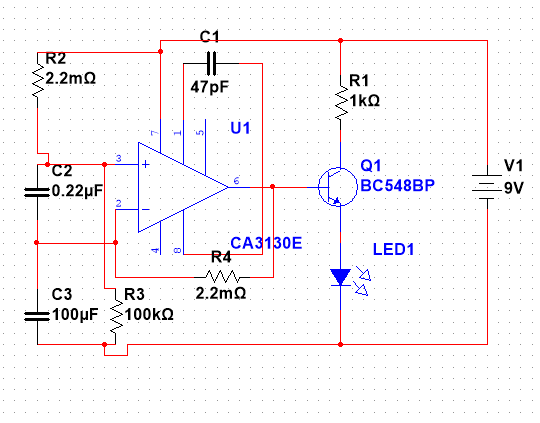 C1
47pF
R2
2.2mΩ
R1
1kΩ
7
1
5
U1
3
C2
0.22µF
6
2
Q1
BC548BP
V1
9V
4
8
CA3130E
R4
2.2mΩ
LED1
C3
100µF
R3
100kΩ